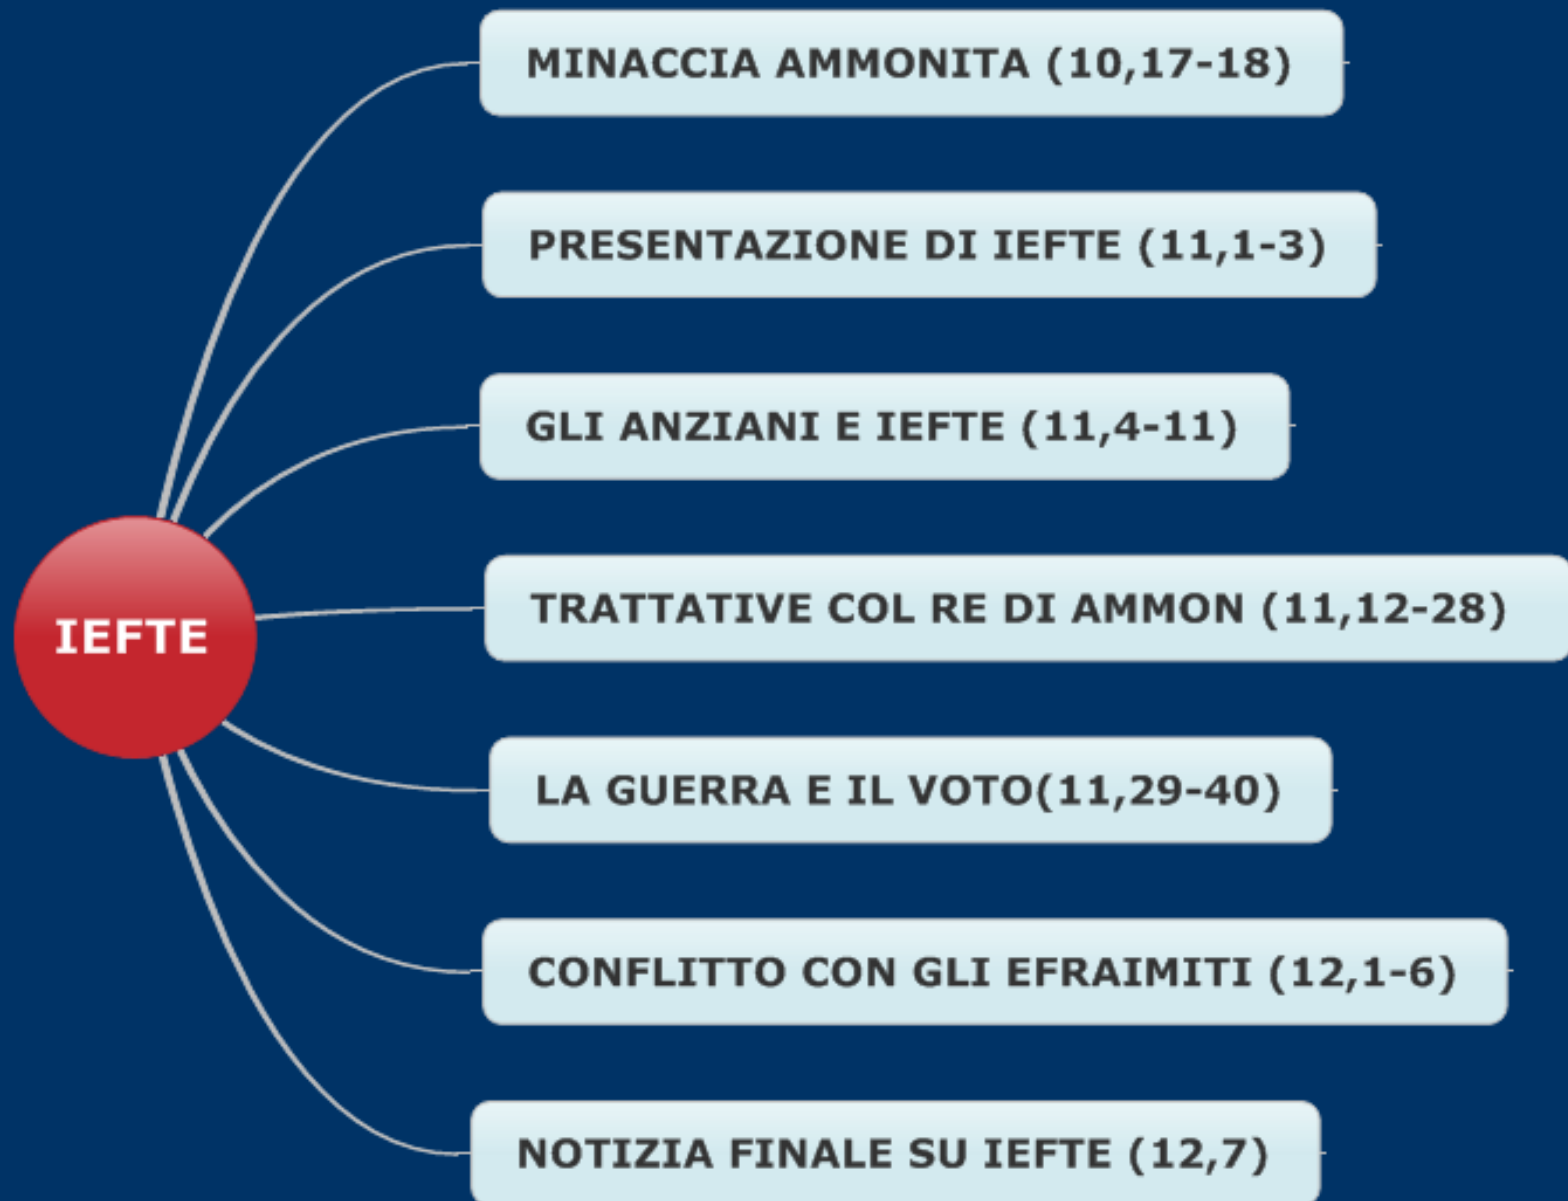 MINACCIA AMMONITA (10,17-18)
PRESENTAZIONE DI IEFTE (11,1-3)
GLI ANZIANI E IEFTE (11,4-11)
IEFTE
TRATTATIVE COL RE DI AMMON (11,12-28)
LA GUERRA E IL VOTO(11,29-40)
CONFLITTO CON GLI EFRAIMITI (12,1-6)
NOTIZIA FINALE SU IEFTE (12,7)